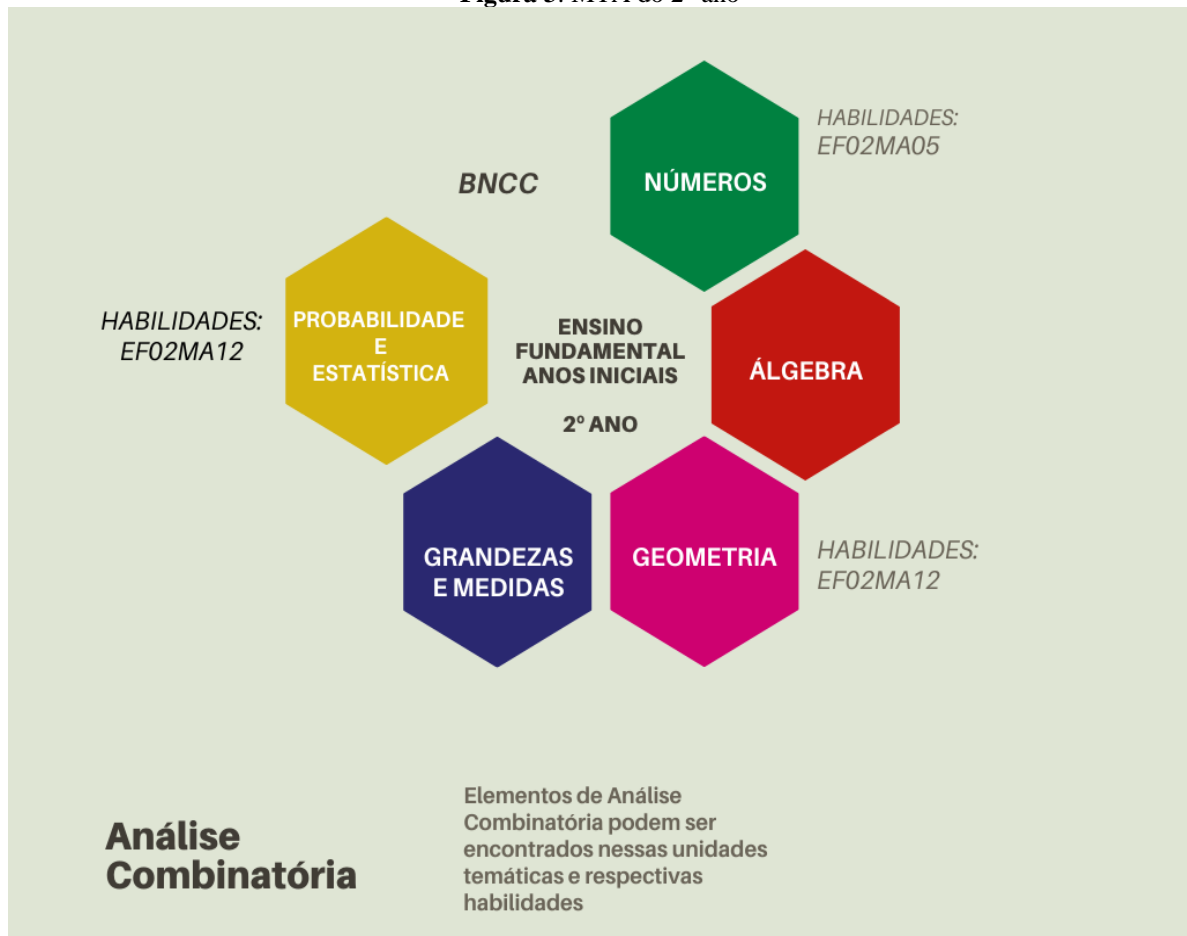 HABILIDADES:
EF02MA05
BNCC
NÚMEROS
HABILIDADES:
EF02MA12
PROBABILIDADE
E
ESTATÍSTICA
ENSINO
FUNDAMENTAL
ANOS INICIAIS
2º ANO
ÁLGEBRA
GRANDEZAS
E MEDIDAS
GEOMETRIA
HABILIDADES:
EF02MA12
Análise
Combinatória
Elementos de Análise
Combinatória podem ser
encontrados nessas unidades
temáticas e respectivas
habilidades